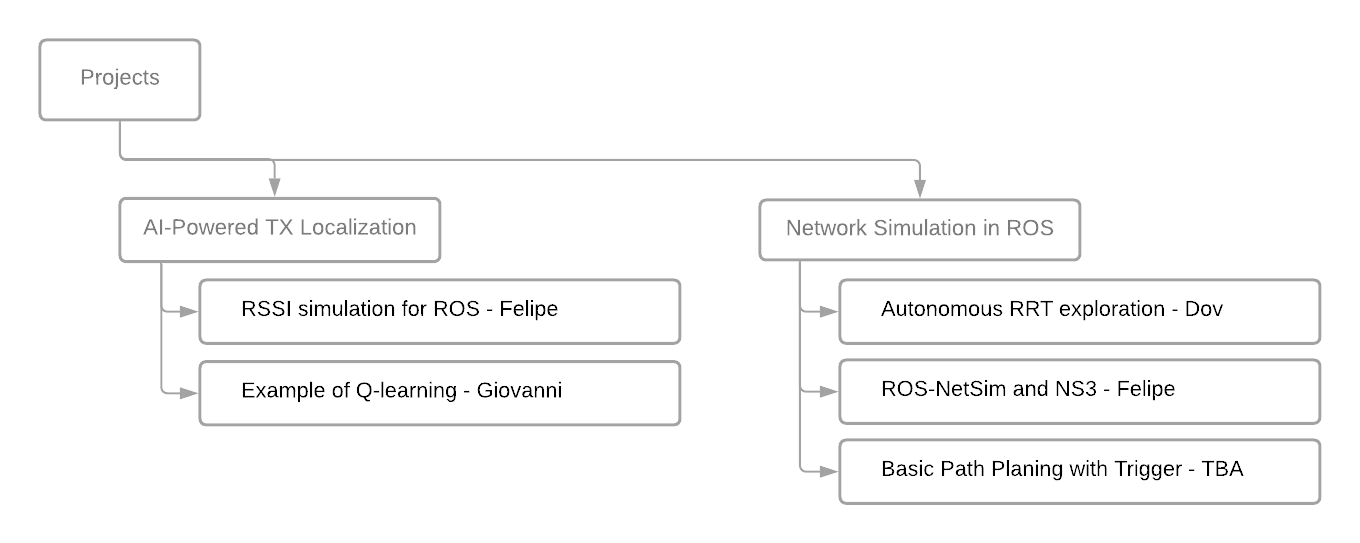 Projects
AI-Powered TX Localization
RSSI simulation for ROS - Felipe
Example of Q-learning - Giovanni
Network Simulation in ROS
Autonomous RRT exploration - Dov
ROS-NetSim and NS3 - Felipe
Basic Path Planing with Trigger - TBA